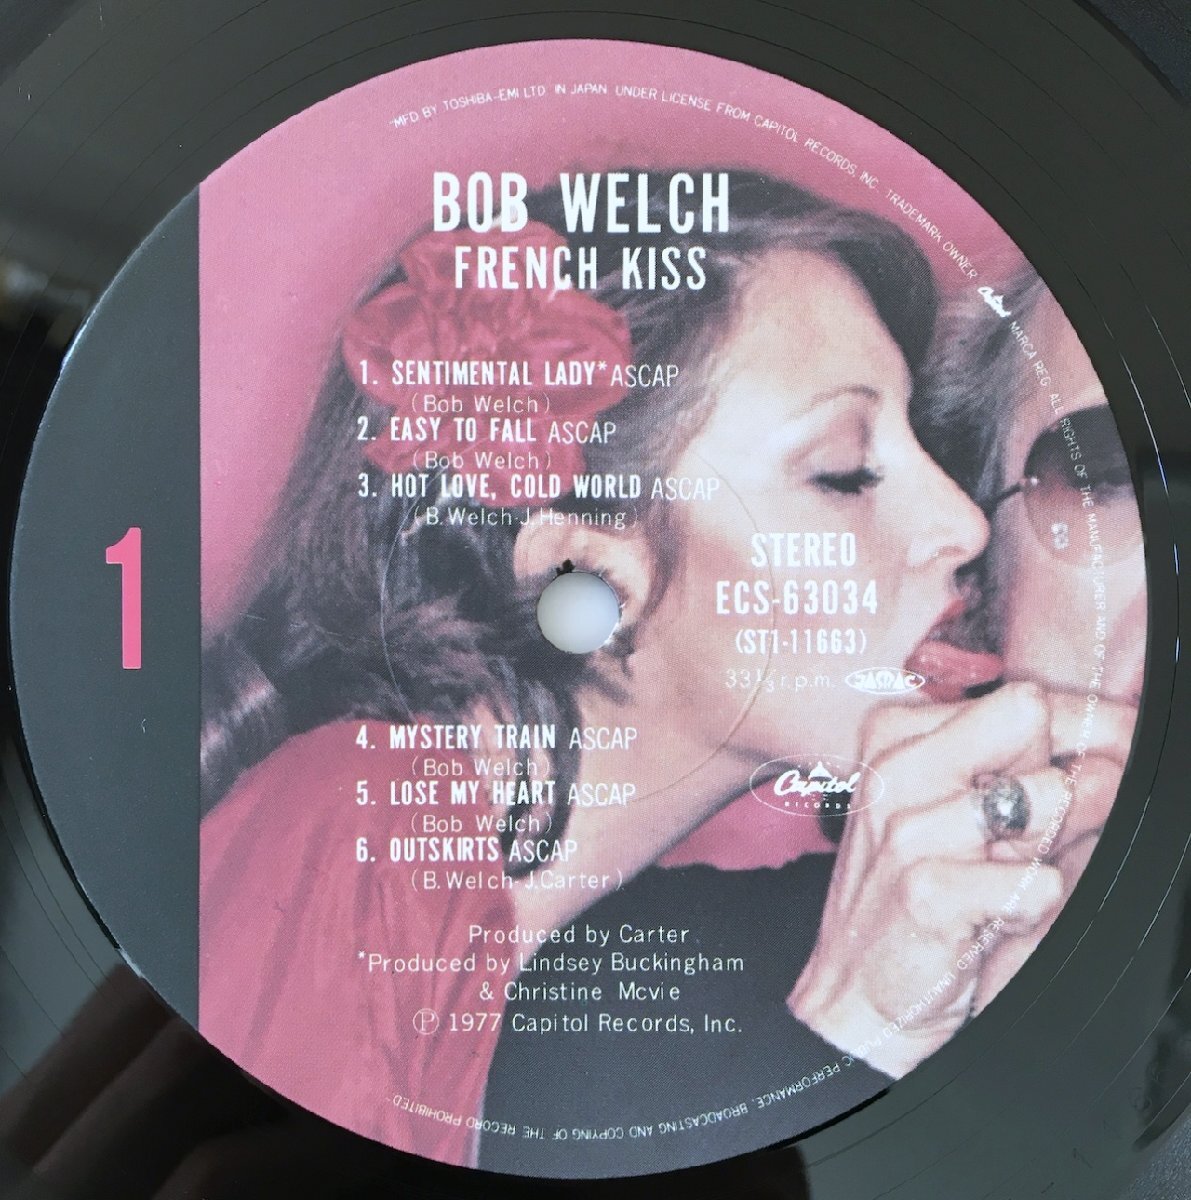 "MFD BY TOSHIBA-EMI LTD IN JAPAN UNDER LICENSE FROM CAPITOL RECORDS, INC. TRADEMARK OWNER Capitol MARCA REG. ALL RIGHTS OF THE MANUFACTURER AND OF THE OWNER OF THE RECORDED WORK ARE RESERVED UNAUTHORIZED PUBLIC PERFORMANCE, BROADCASTING AND COPYING OF THE RECORD PROHIBITED"
BOB WELCH
FRENCH KISS
1. SENTIMENTAL LADY* ASCAP
(Bob Welch)
2. EASY TO FALL ASCAP
(Bob Welch)
3. HOT LOVE, COLD WORLD ASCAP
(B.Welch-J.Henning)
1
STEREO
ECS-63034
(ST1-11663)
33⅓ r.p.m. JASRAC
4. MYSTERY TRAIN ASCAP
(Bob Welch)
Capitol
RECORDS
5. LOSE MY HEART ASCAP
(Bob Welch)
6. OUTSKIRTS ASCAP
(B.Welch-J.Carter)
Produced by Carter
*Produced by Lindsey Buckingham
& Christine Mcvie
Ⓟ 1977 Capitol Records, Inc.